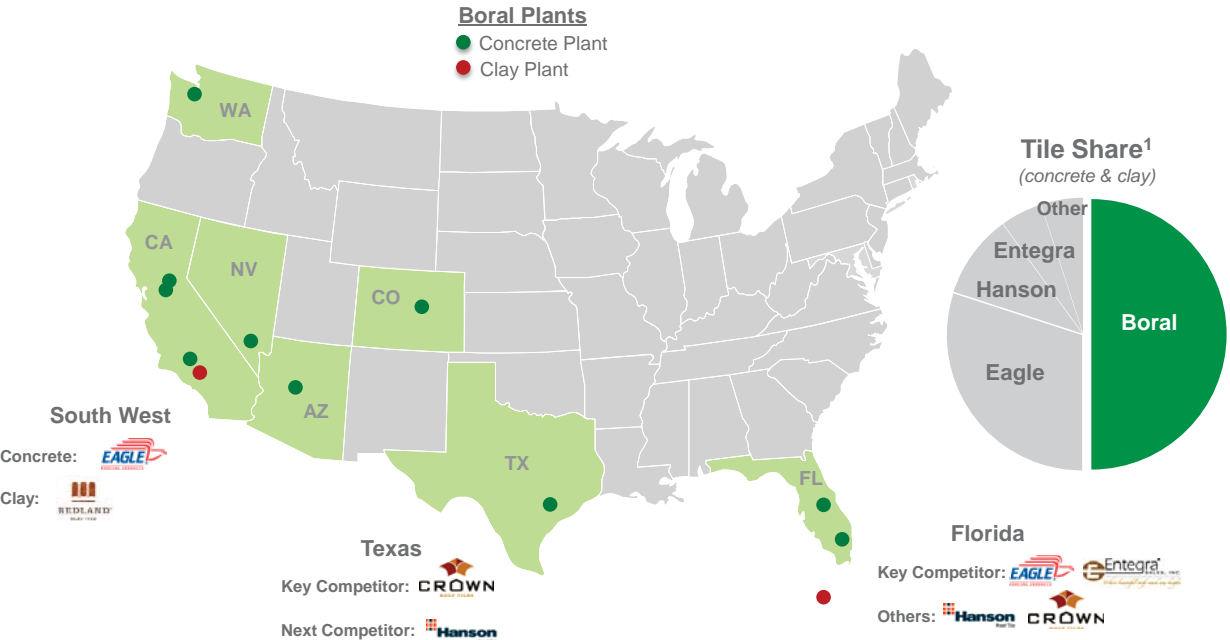 Boral Plants
Concrete Plant
Clay Plant
WA
CA
NV
CO
AZ
TX
FL
Tile Share1
(concrete & clay)
Other
Entegra
Hanson
Eagle
Boral
South West
Concrete: EAGLE
Clay: REDLAND
Texas
Key Competitor: CROWN
ROOF TILES
Next Competitor: Hanson
Florida
Key Competitor: EAGLE Entegra
Others: Hanson CROWN